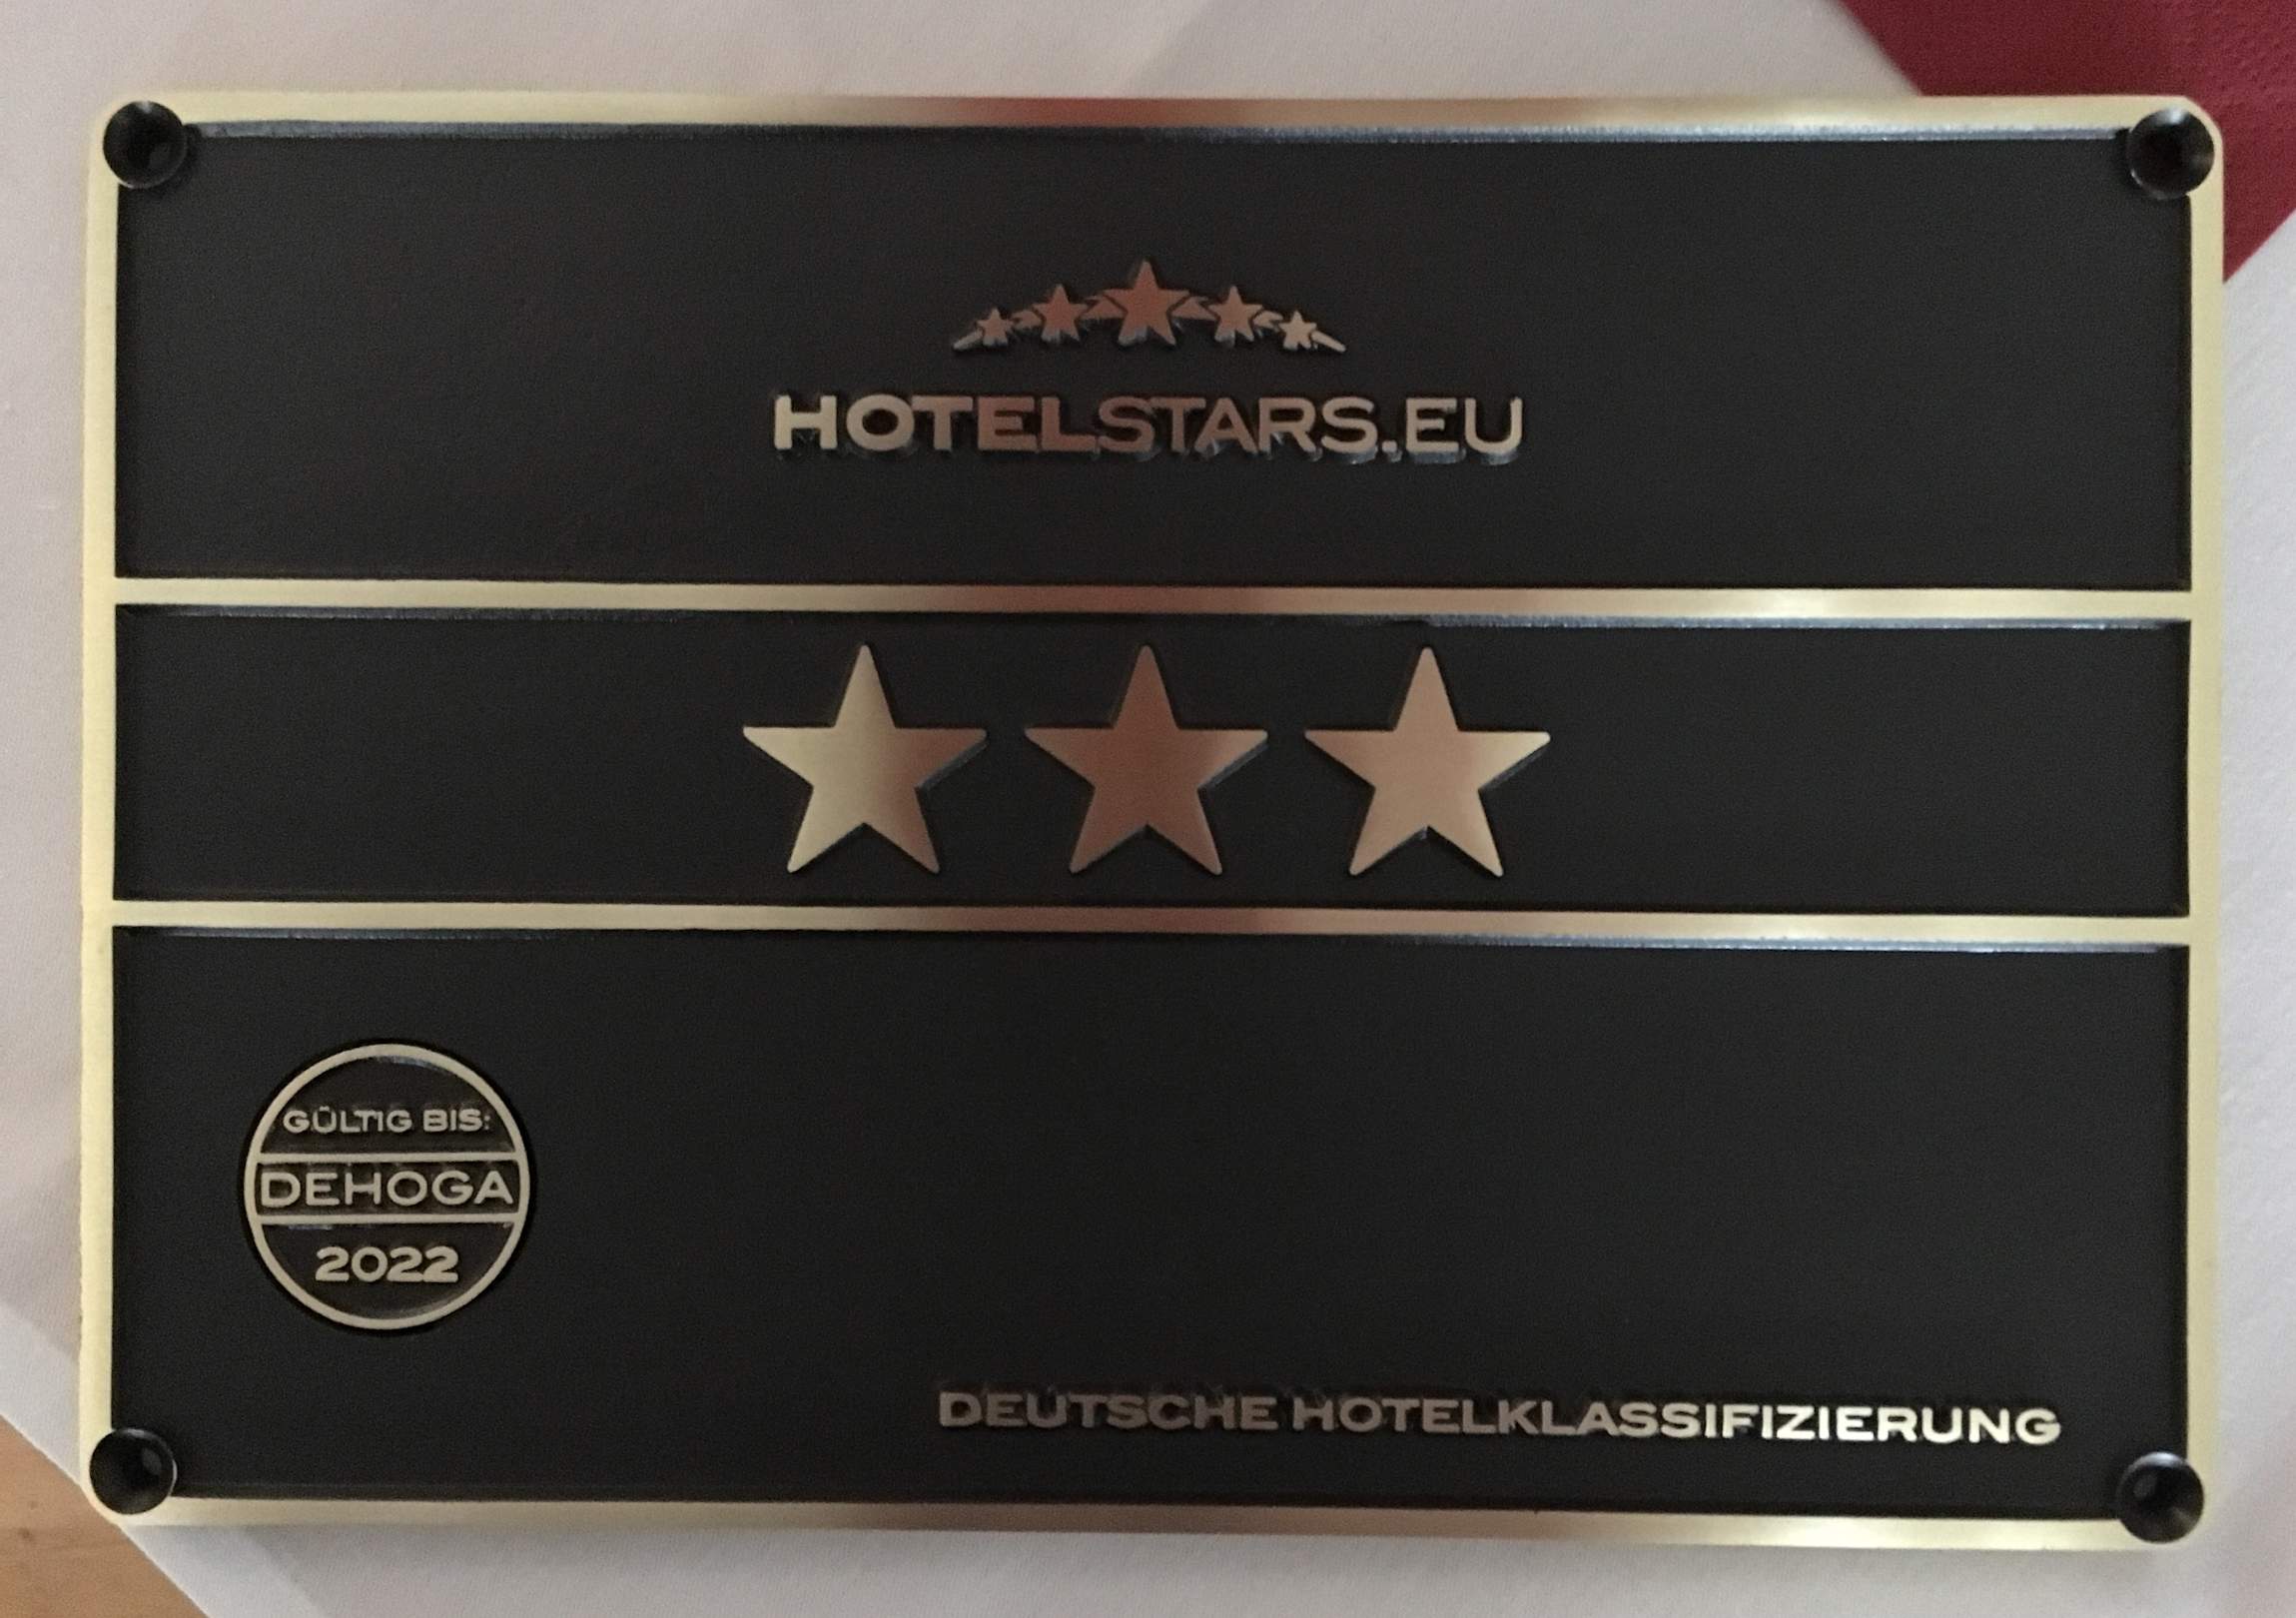 HOTELSTARS.EU
GÜLTIG BIS:
DEHOGA
2022
DEUTSCHE HOTELKLASSIFIZIERUNG